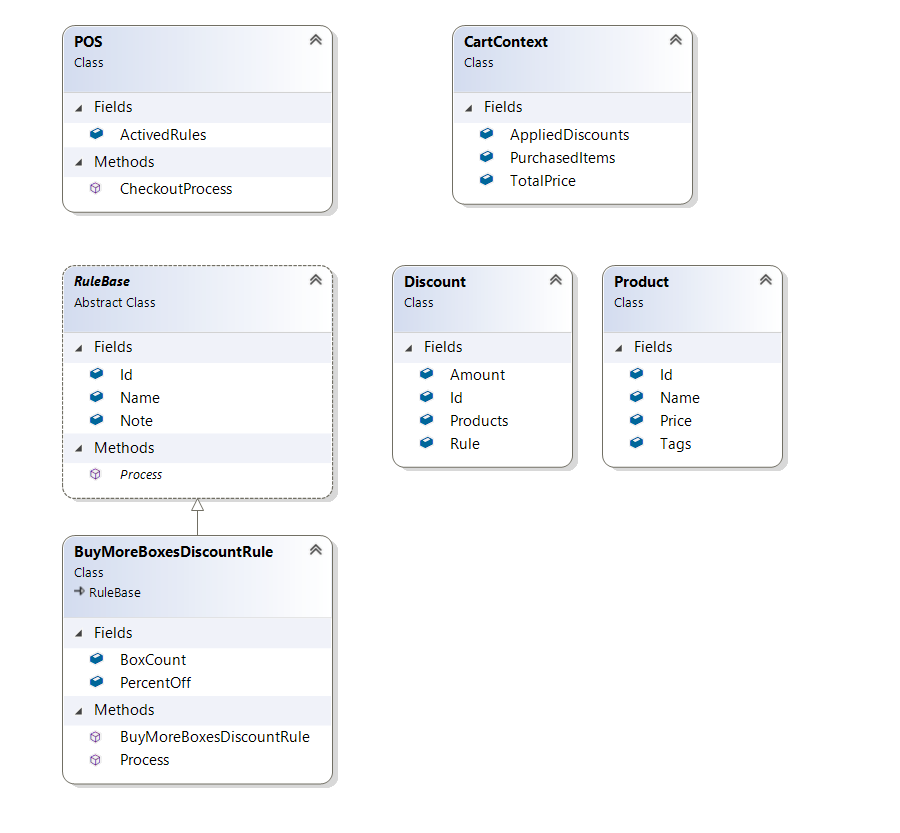 POS
Class
Fields
ActivedRules
Methods
CheckoutProcess
CartContext
Class
Fields
AppliedDiscounts
PurchasedItems
TotalPrice
RuleBase
Abstract Class
Fields
Id
Name
Note
Methods
Process
Discount
Class
Fields
Amount
Id
Products
Rule
Product
Class
Fields
Id
Name
Price
Tags
BuyMoreBoxesDiscountRule
Class
RuleBase
Fields
BoxCount
PercentOff
Methods
BuyMoreBoxesDiscountRule
Process